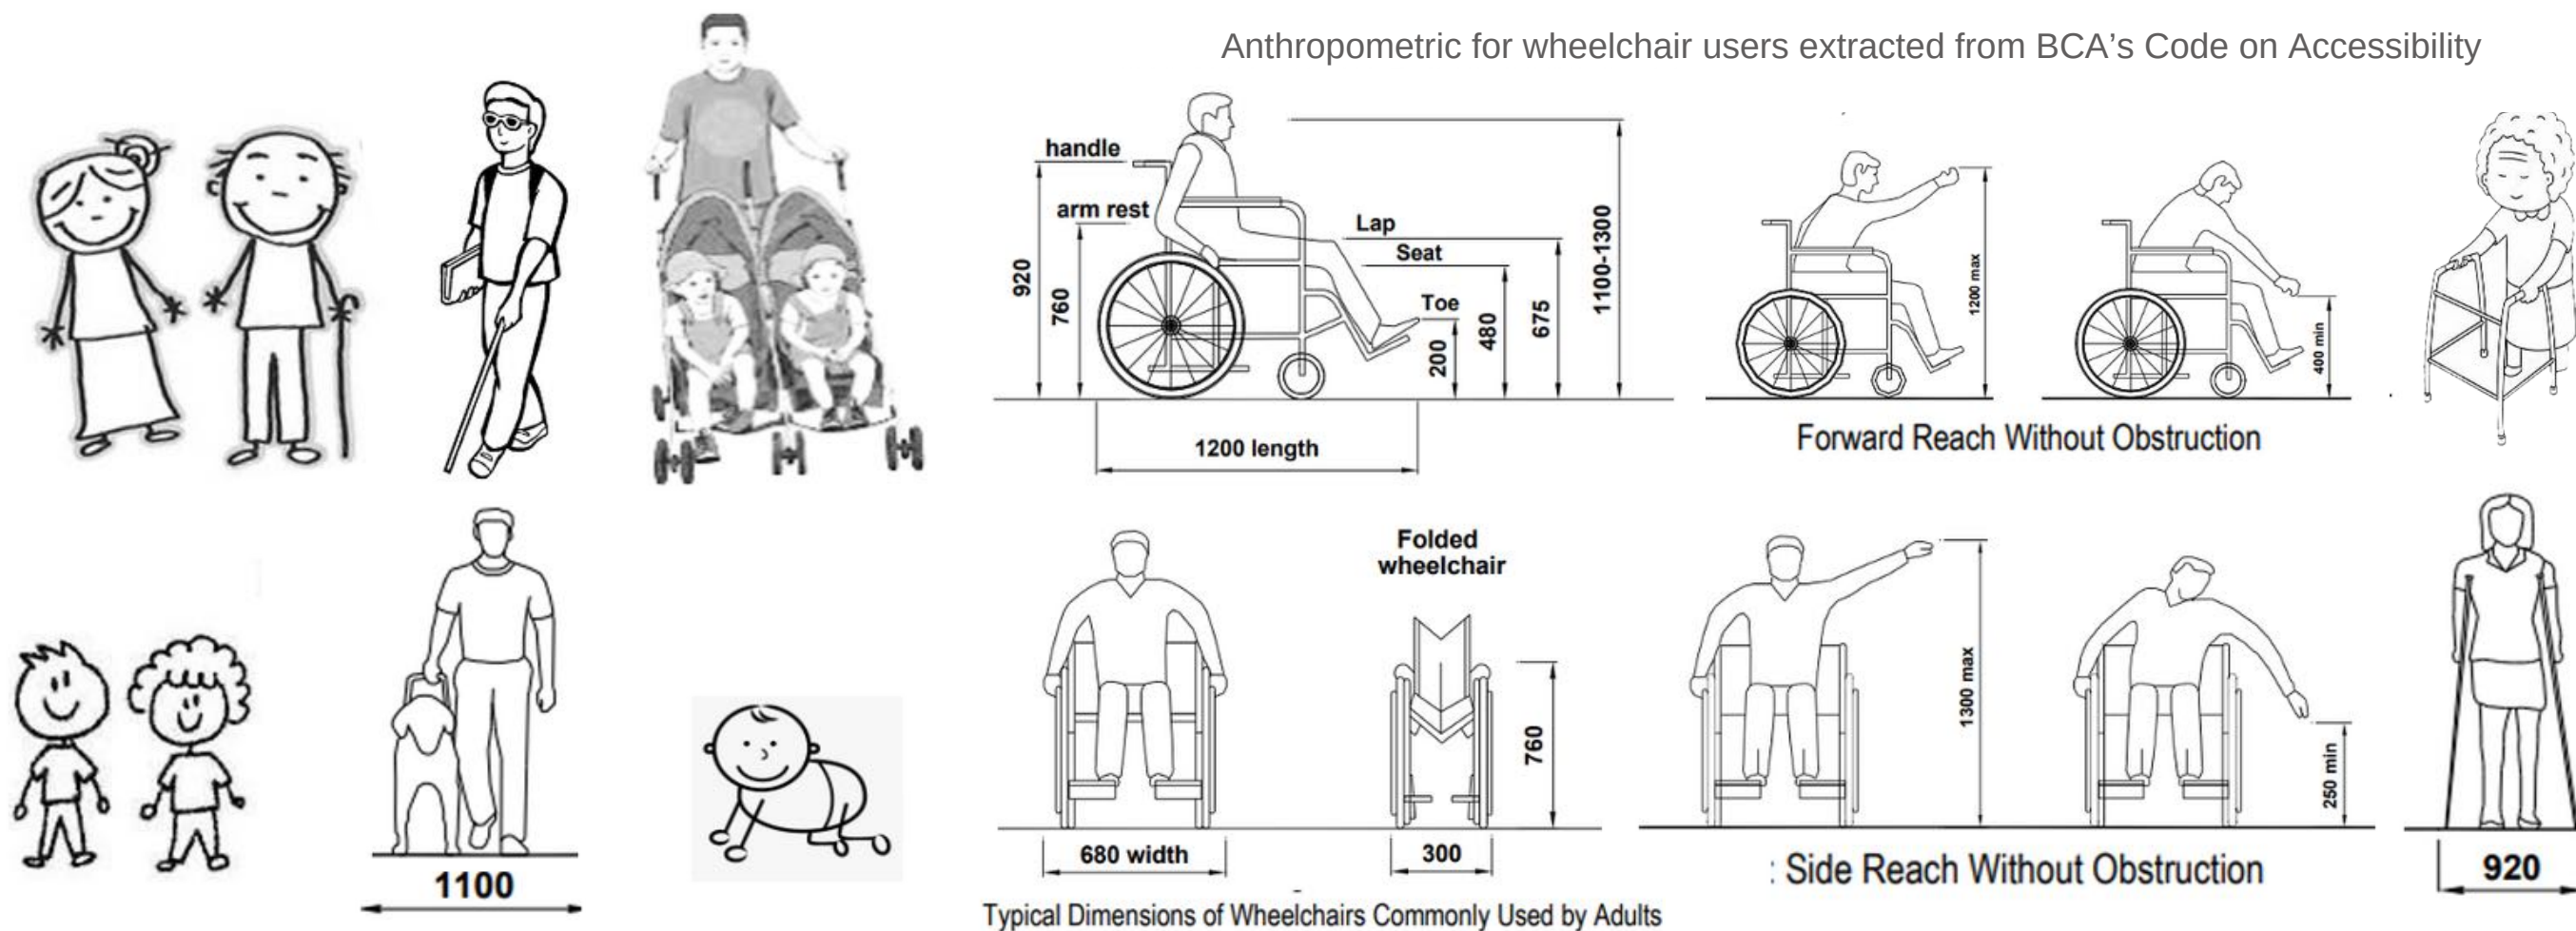 Anthropometric for wheelchair users extracted from BCA's Code on Accessibility
handle
arm rest
920
760
Lap
Seat
Toe
200
480
675
1100-1300
1200 length
1200 max
400 min
Forward Reach Without Obstruction
1100
Folded
wheelchair
760
680 width
300
Typical Dimensions of Wheelchairs Commonly Used by Adults
1300 max
250 min
: Side Reach Without Obstruction
920